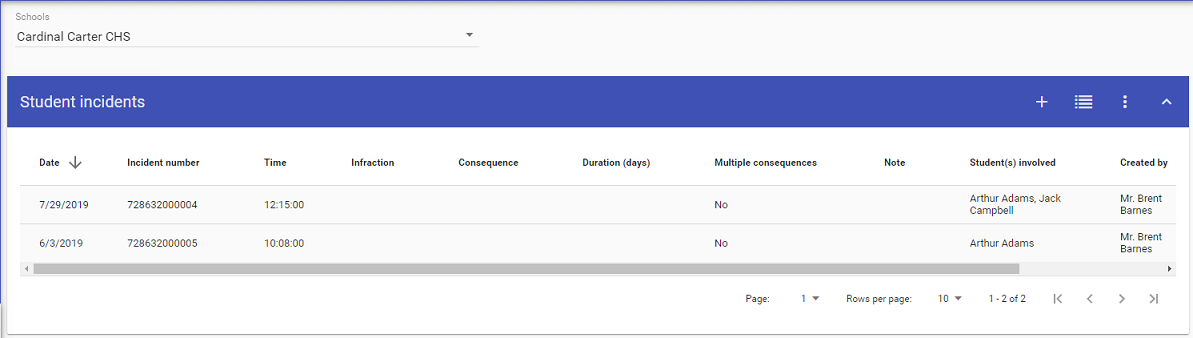 Schools
Cardinal Carter CHS
Student incidents
Date Incident number Time Infraction Consequence Duration (days) Multiple consequences Note Student(s) involved Created by
7/29/2019 728632000004 12:15:00 No Arthur Adams, Jack Campbell Mr. Brent Barnes
6/3/2019 728632000005 10:08:00 No Arthur Adams Mr. Brent Barnes
Page: 1 Rows per page: 10 1 - 2 of 2